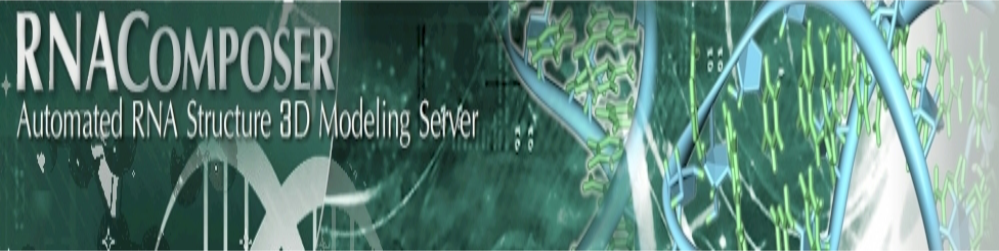 RNACOMPOSER
Automated RNA Structure 3D Modeling Server